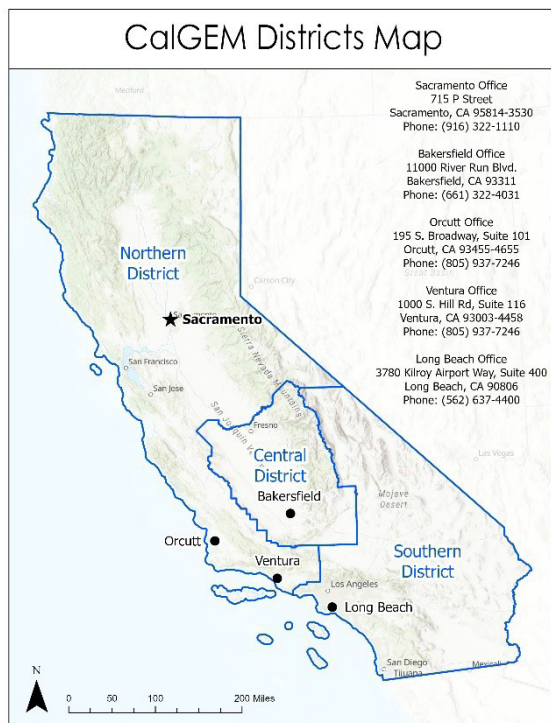 CalGEM Districts Map
Medford
Sacramento Office
715 P Street
Sacramento, CA 95814-3530
Phone: (916) 322-1110
Bakersfield Office
11000 River Run Blvd.
Bakersfield, CA 93311
Phone: (661) 322-4031
Orcutt Office
195 S. Broadway, Suite 101
Orcutt, CA 93455-4655
Phone: (805) 937-7246
Ventura Office
1000 S. Hill Rd, Suite 116
Ventura, CA 93003-4458
Phone: (805) 937-7246
Long Beach Office
3780 Kilroy Airport Way, Suite 400
Long Beach, CA 90806
Phone: (562) 637-4400
Northern
District
Great Basin
Carson City
Sacramento
Sierra Nevada Mountains
San Francisco
San Jose
San Joaquin
Fresno
Central
District
Bakersfield
Las Vegas
Mojave
Desert
Orcutt
Ventura
Southern
District
Los Angeles
Long Beach
San Diego
Tijuana
Mexicali
N
0 50 100 200 Miles